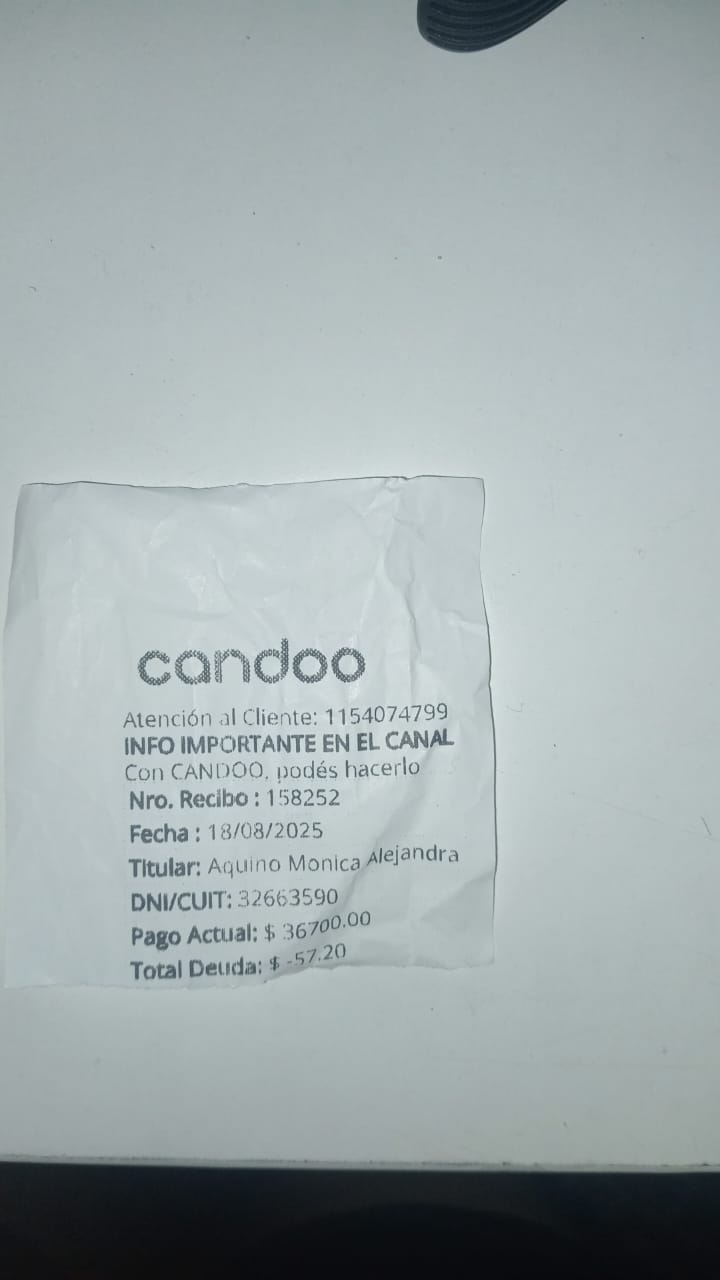 candoo
Atención al Cliente: 1154074799
INFO IMPORTANTE EN EL CANAL
Con CANDOO, podés hacerlo
Nro. Recibo : 158252
Fecha : 18/08/2025
Titular: Aquino Monica Alejandra
DNI/CUIT: 32663590
Pago Actual: $ 36700.00
Total Deuda: $ -57.20